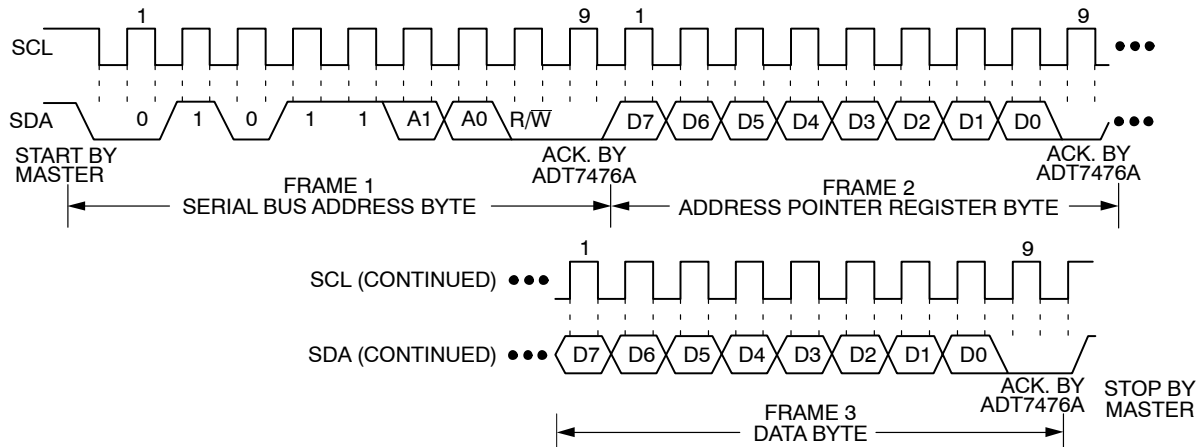 1 9 1 9
SCL
SDA 0 1 0 1 1 A1 A0 R/W̅ D7 D6 D5 D4 D3 D2 D1 D0
START BY MASTER
ACK. BY ADT7476A
ACK. BY ADT7476A
FRAME 1
SERIAL BUS ADDRESS BYTE
FRAME 2
ADDRESS POINTER REGISTER BYTE
1 9
SCL (CONTINUED)
SDA (CONTINUED) D7 D6 D5 D4 D3 D2 D1 D0
ACK. BY ADT7476A
STOP BY MASTER
FRAME 3
DATA BYTE